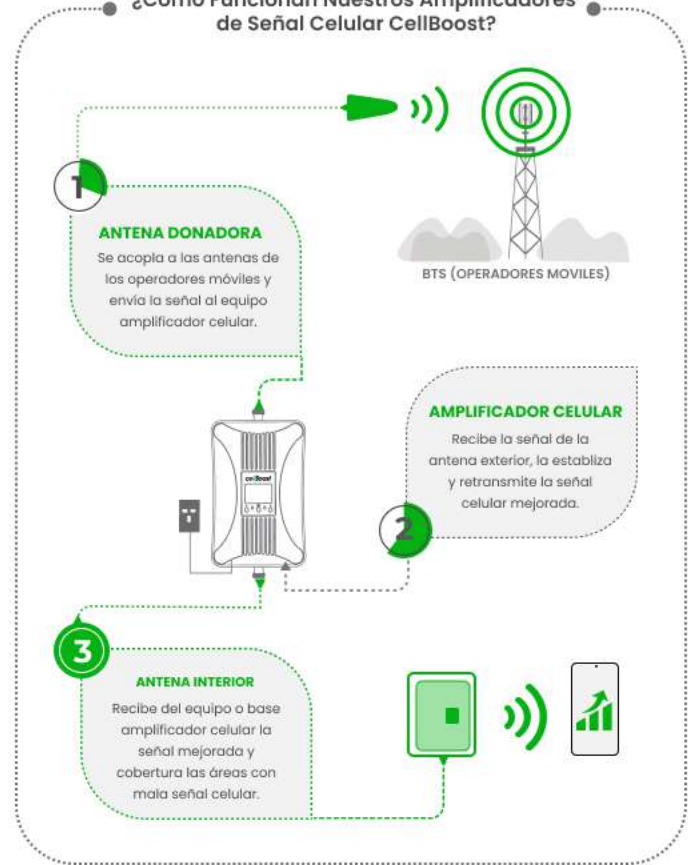 ¿Cómo Funcionan Nuestros Amplificadores
de Señal Celular CellBoost?
1
ANTENA DONADORA
Se acopla a las antenas de
los operadores móviles y
envía la señal al equipo
amplificador celular.
BTS (OPERADORES MOVILES)
AMPLIFICADOR CELULAR
Recibe la señal de la
antena exterior, la establiza
y retransmite la señal
celular mejorada.
2
cellBoost
3
ANTENA INTERIOR
Recibe del equipo o base
amplificador celular la
señal mejorada y
cobertura las áreas con
mala señal celular.